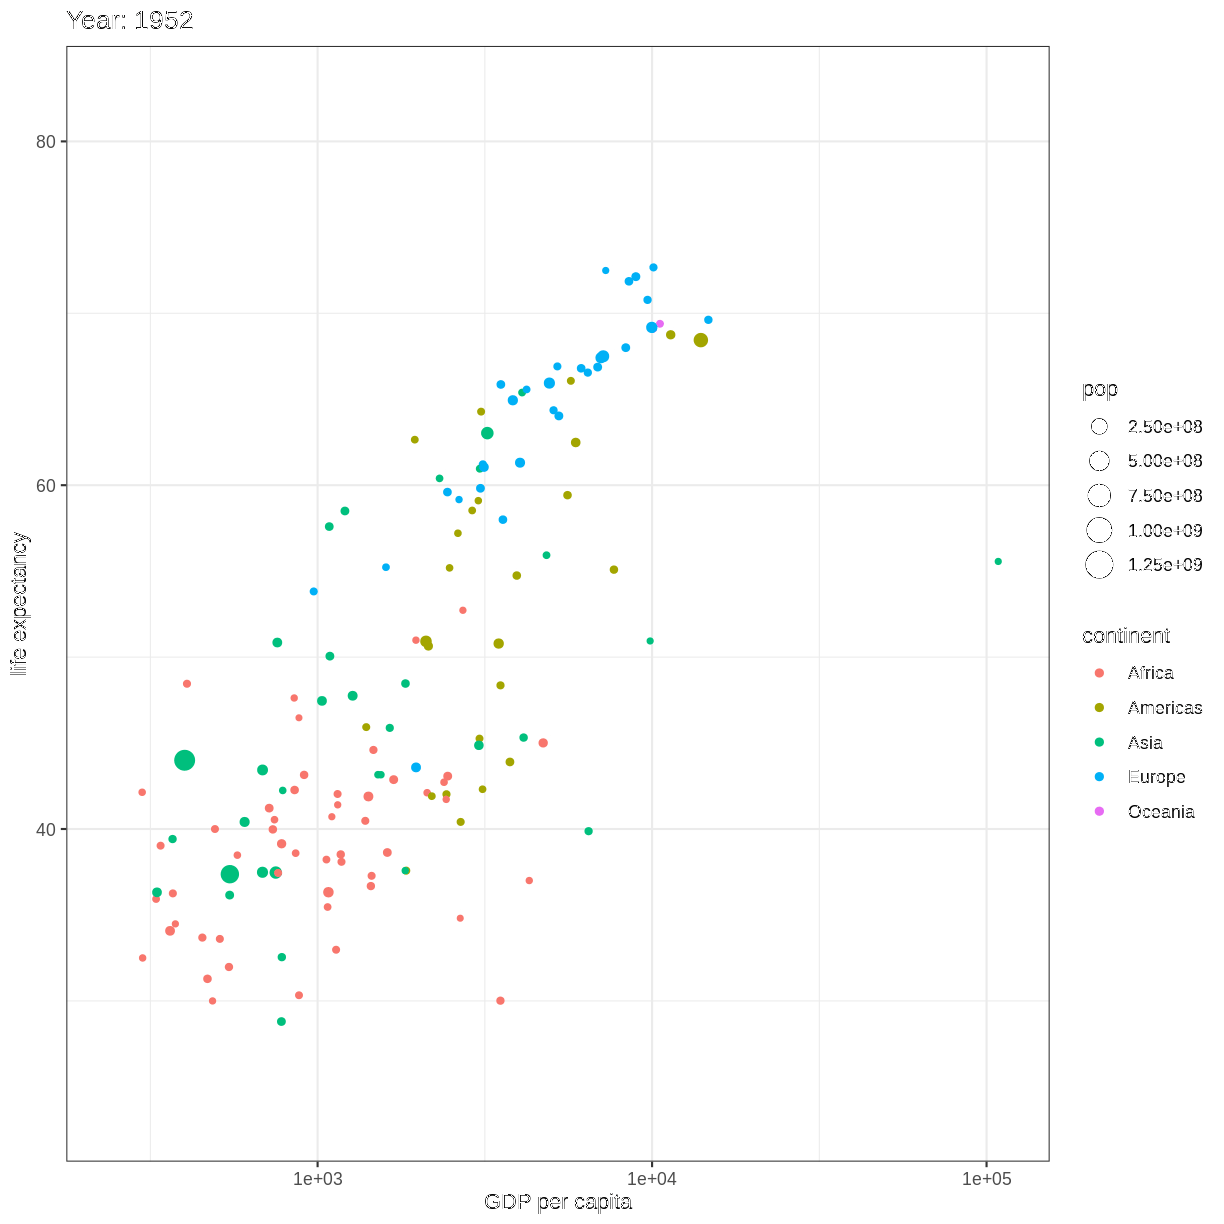 Year: 1952
80
60
40
life expectancy
1e+03
1e+04
1e+05
GDP per capita
pop
2.50e+08
5.00e+08
7.50e+08
1.00e+09
1.25e+09
continent
Africa
Americas
Asia
Europe
Oceania